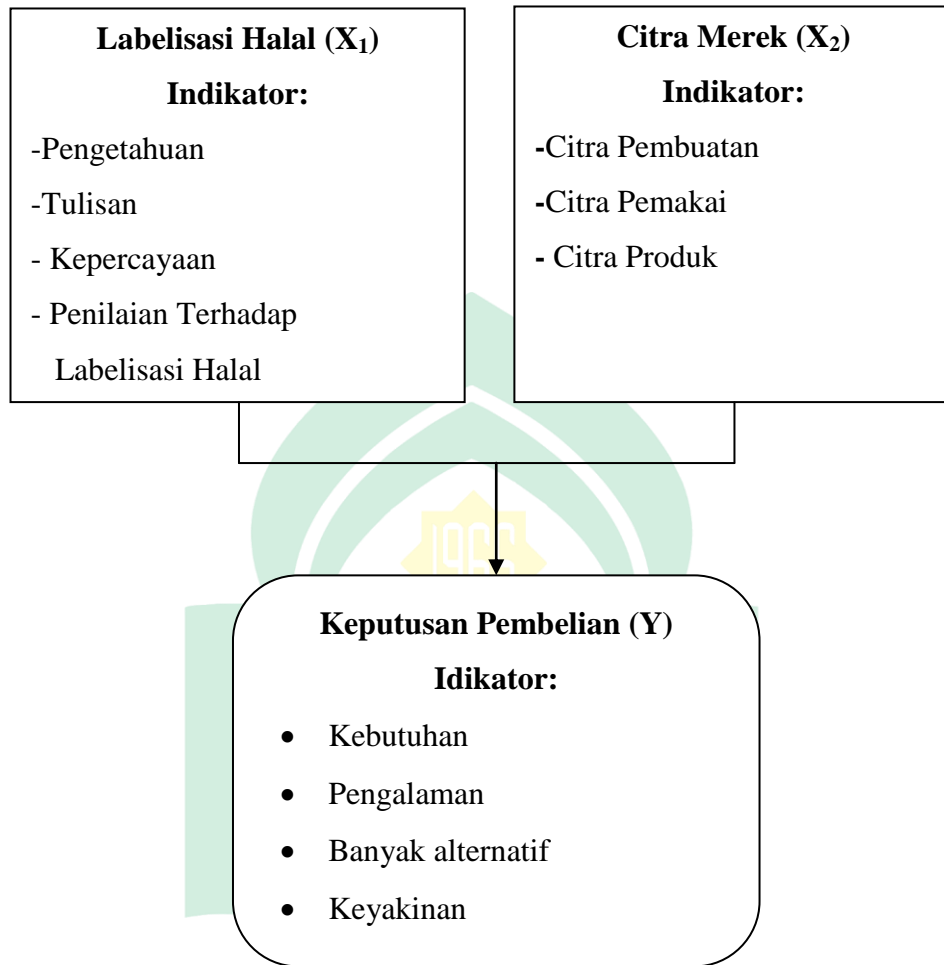 Labelisasi Halal (X₁)
Indikator:
-Pengetahuan
-Tulisan
- Kepercayaan
- Penilaian Terhadap
Labelisasi Halal
Citra Merek (X₂)
Indikator:
-Citra Pembuatan
-Citra Pemakai
- Citra Produk
1966
Keputusan Pembelian (Y)
Idikator:
• Kebutuhan
• Pengalaman
• Banyak alternatif
• Keyakinan